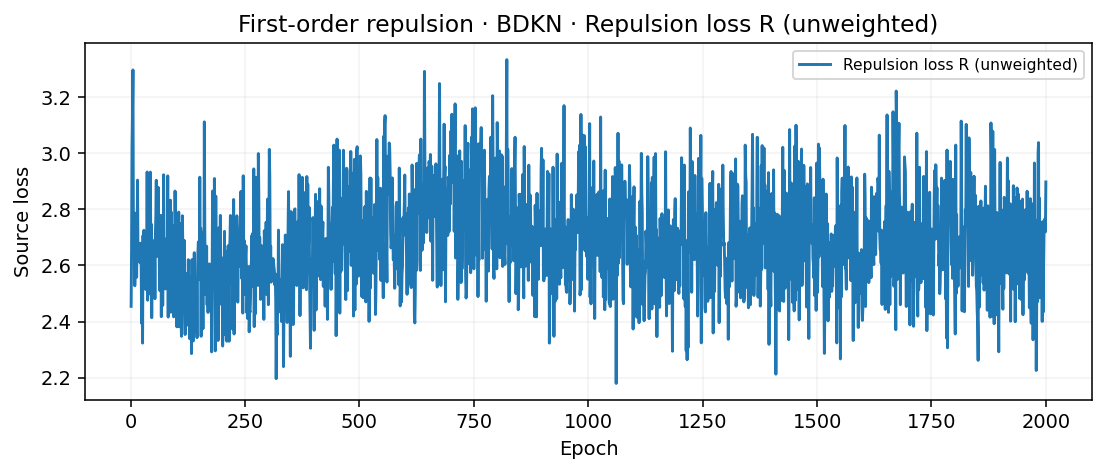 First-order repulsion · BDKN · Repulsion loss R (unweighted)
Repulsion loss R (unweighted)
Source loss
3.2
3.0
2.8
2.6
2.4
2.2
0 250 500 750 1000 1250 1500 1750 2000
Epoch